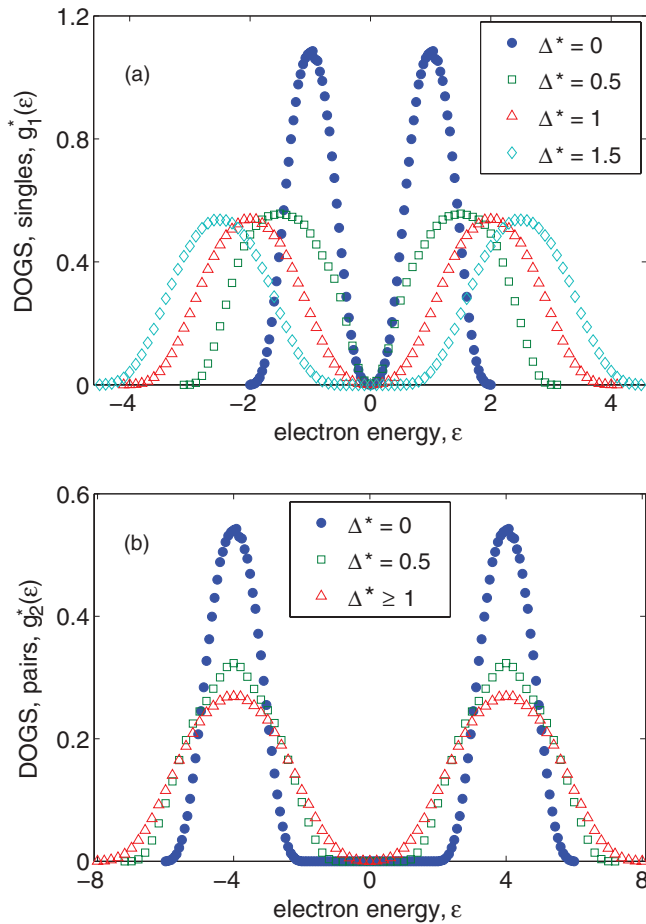 1.2
0.8
0.4
0
DOGS, singles, g₁*(ε)
(a)
Δ* = 0
Δ* = 0.5
Δ* = 1
Δ* = 1.5
−4 −2 0 2 4
electron energy, ε
0.6
0.4
0.2
0
DOGS, pairs, g₂*(ε)
(b)
Δ* = 0
Δ* = 0.5
Δ* ≥ 1
−8 −4 0 4 8
electron energy, ε